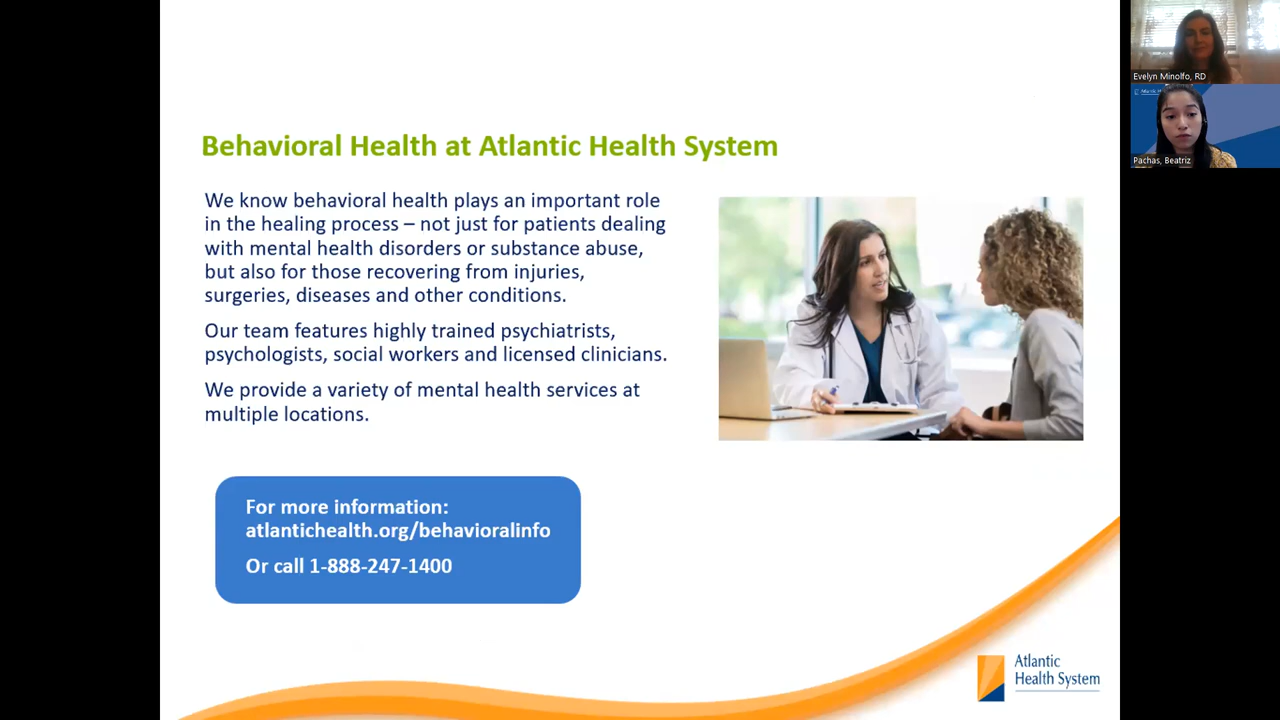 Behavioral Health at Atlantic Health System
We know behavioral health plays an important role
in the healing process – not just for patients dealing
with mental health disorders or substance abuse,
but also for those recovering from injuries,
surgeries, diseases and other conditions.
Our team features highly trained psychiatrists,
psychologists, social workers and licensed clinicians.
We provide a variety of mental health services at
multiple locations.
For more information:
atlantichealth.org/behavioralinfo
Or call 1-888-247-1400
Atlantic
Health System
Evelyn Minolfo, RD
Pachas, Beatriz